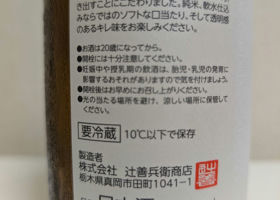 き出すことにこだわりました。純米、軟水仕込
みならではのソフトな口当たり、そして透明感
のあるキレ味をお楽しみください。
●お酒は20歳になってから。
●開栓には十分注意してください。
●妊娠中や授乳期の飲酒は、胎児・乳児の発育に
影響するおそれがありますので気を付けましょう。
●開栓後はお早めにお召し上がりください。
●光の当たる場所を避け、涼しい場所で保管して
ください。
要冷蔵 10℃以下で保存
製造者
株式会社 辻善兵衛商店
栃木県真岡市田町1041-1